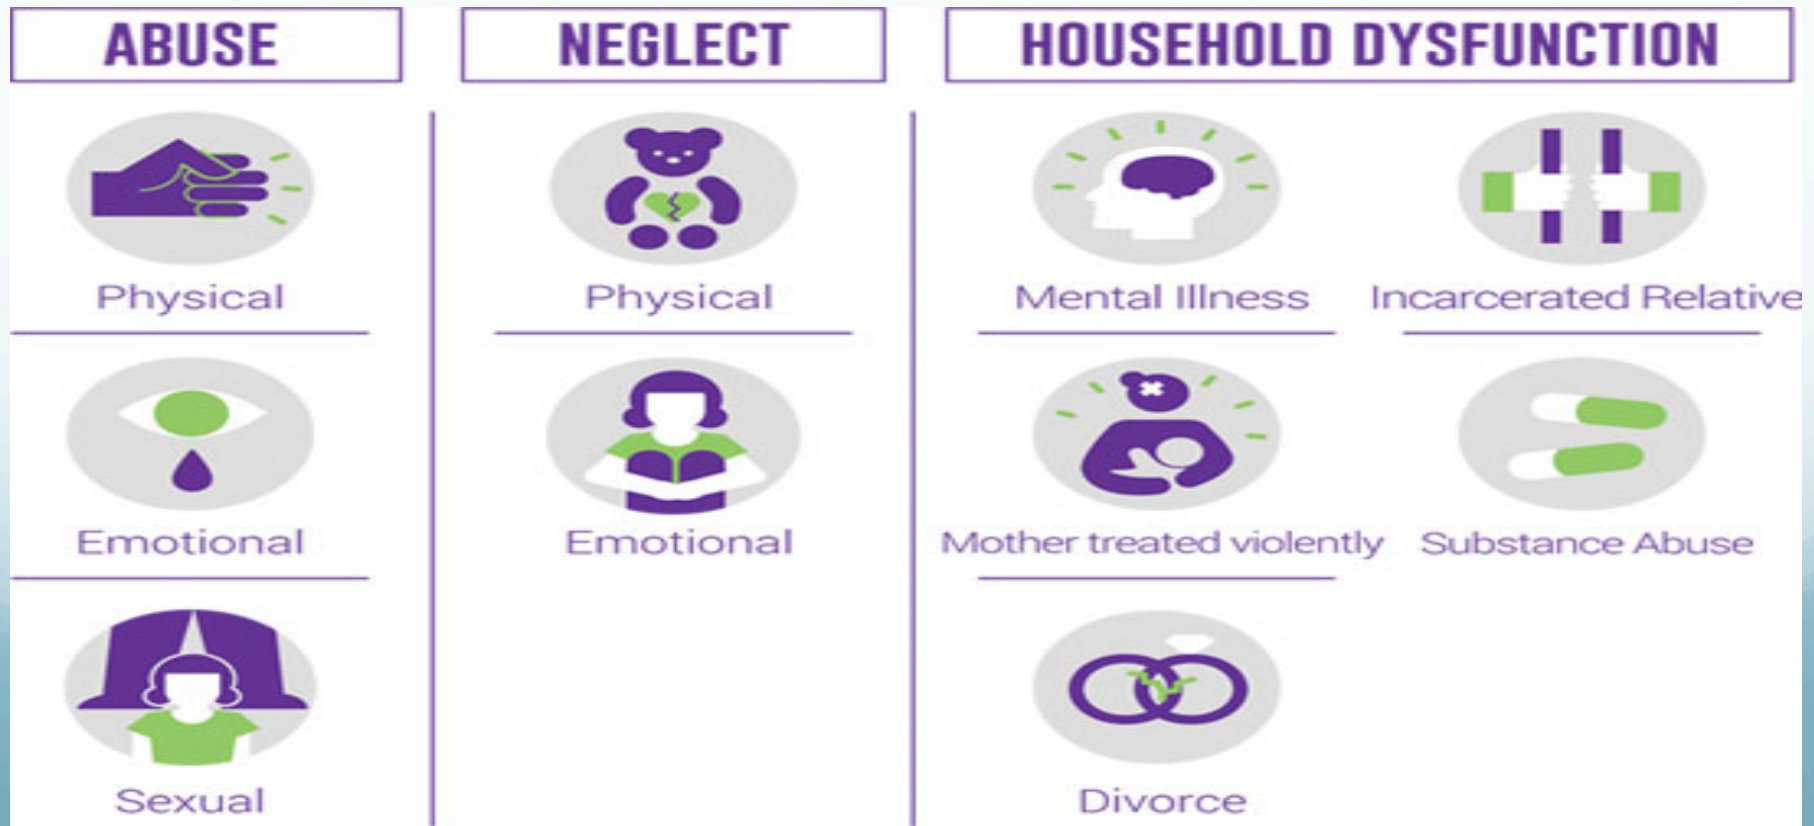 ABUSE
Physical
Emotional
Sexual
NEGLECT
Physical
Emotional
HOUSEHOLD DYSFUNCTION
Mental Illness
Incarcerated Relative
Mother treated violently
Substance Abuse
Divorce